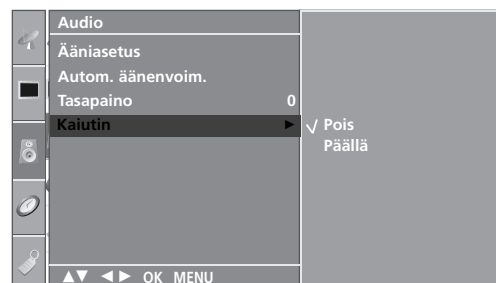 Audio
Ääniasetus
Autom. äänenvoim.
Tasapaino 0
Kaiutin ► √ Pois
Päällä
▲▼ ◄► OK MENU